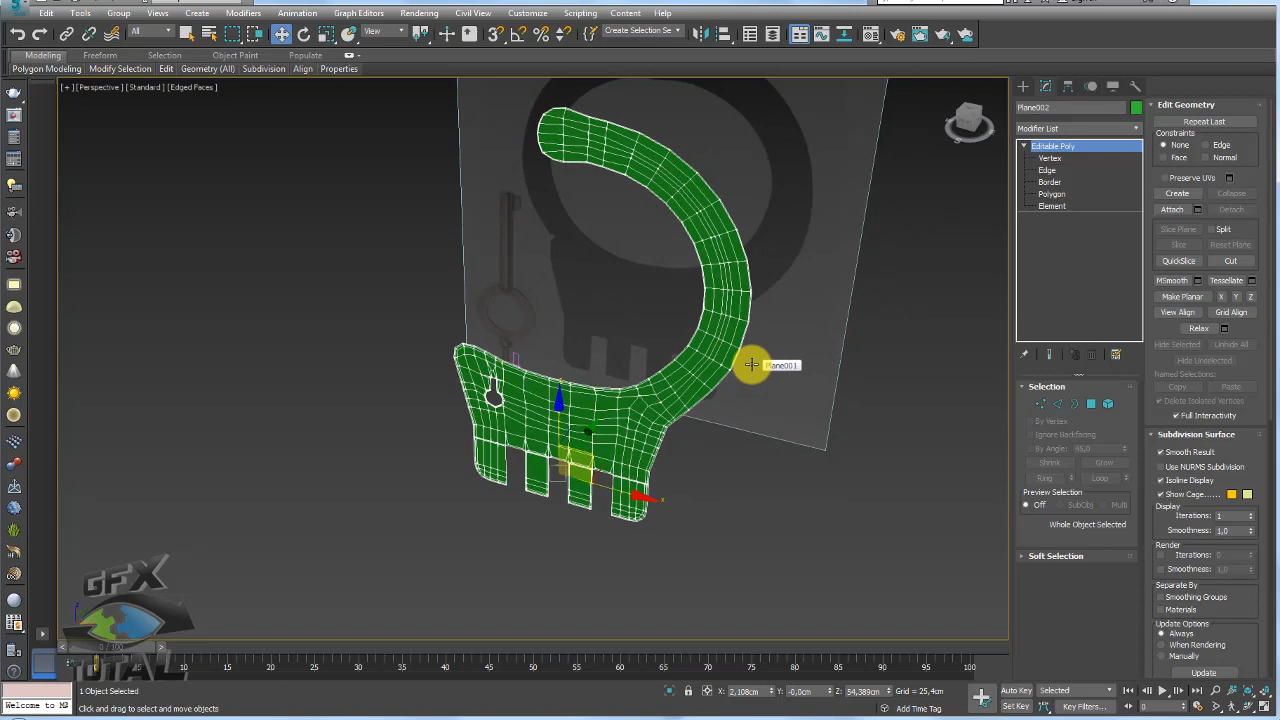 Edit Tools Group Views Create Modifiers Animation Graph Editors Rendering Civil View Customize Scripting Content Help
All View Create Selection Se
Modeling Freeform Selection Object Paint Populate
Polygon Modeling Modify Selection Edit Geometry (All) Subdivision Align Properties
[+] [Perspective] [Standard] [Edged Faces]
Plane002
Modifier List
Editable Poly
Vertex
Edge
Border
Polygon
Element
Selection
By Vertex
Ignore Backfacing
By Angle: 45,0
Shrink Grow
Ring Loop
Preview Selection
Off SubObj Multi
Whole Object Selected
Soft Selection
Edit Geometry
Repeat Last
Constraints
None Edge
Face Normal
Preserve UVs
Create Collapse
Attach Detach
Slice Plane Split
Slice Reset Plane
QuickSlice Cut
MSmooth Tessellate
Make Planar X Y Z
View Align Grid Align
Relax
Hide Selected Unhide All
Hide Unselected
Named Selections:
Copy Paste
Delete Isolated Vertices
Full Interactivity
Subdivision Surface
Smooth Result
Use NURMS Subdivision
Isoline Display
Show Cage......
Display
Iterations: 1
Smoothness: 1,0
Render
Iterations: 0
Smoothness: 1,0
Separate By
Smoothing Groups
Materials
Update Options
Always
When Rendering
Manually
Update
Plane001
x
z
GFX
TOTAL
0 / 100
15 20 25 30 35 40 45 50 55 60 65 70 75 80 85 90 95 100
1 Object Selected X: 2,108cm Y: -0,0cm Z: 54,389cm Grid = 25,4cm Auto Key Selected
Welcome to M Click and drag to select and move objects Add Time Tag Set Key Key Filters... 0